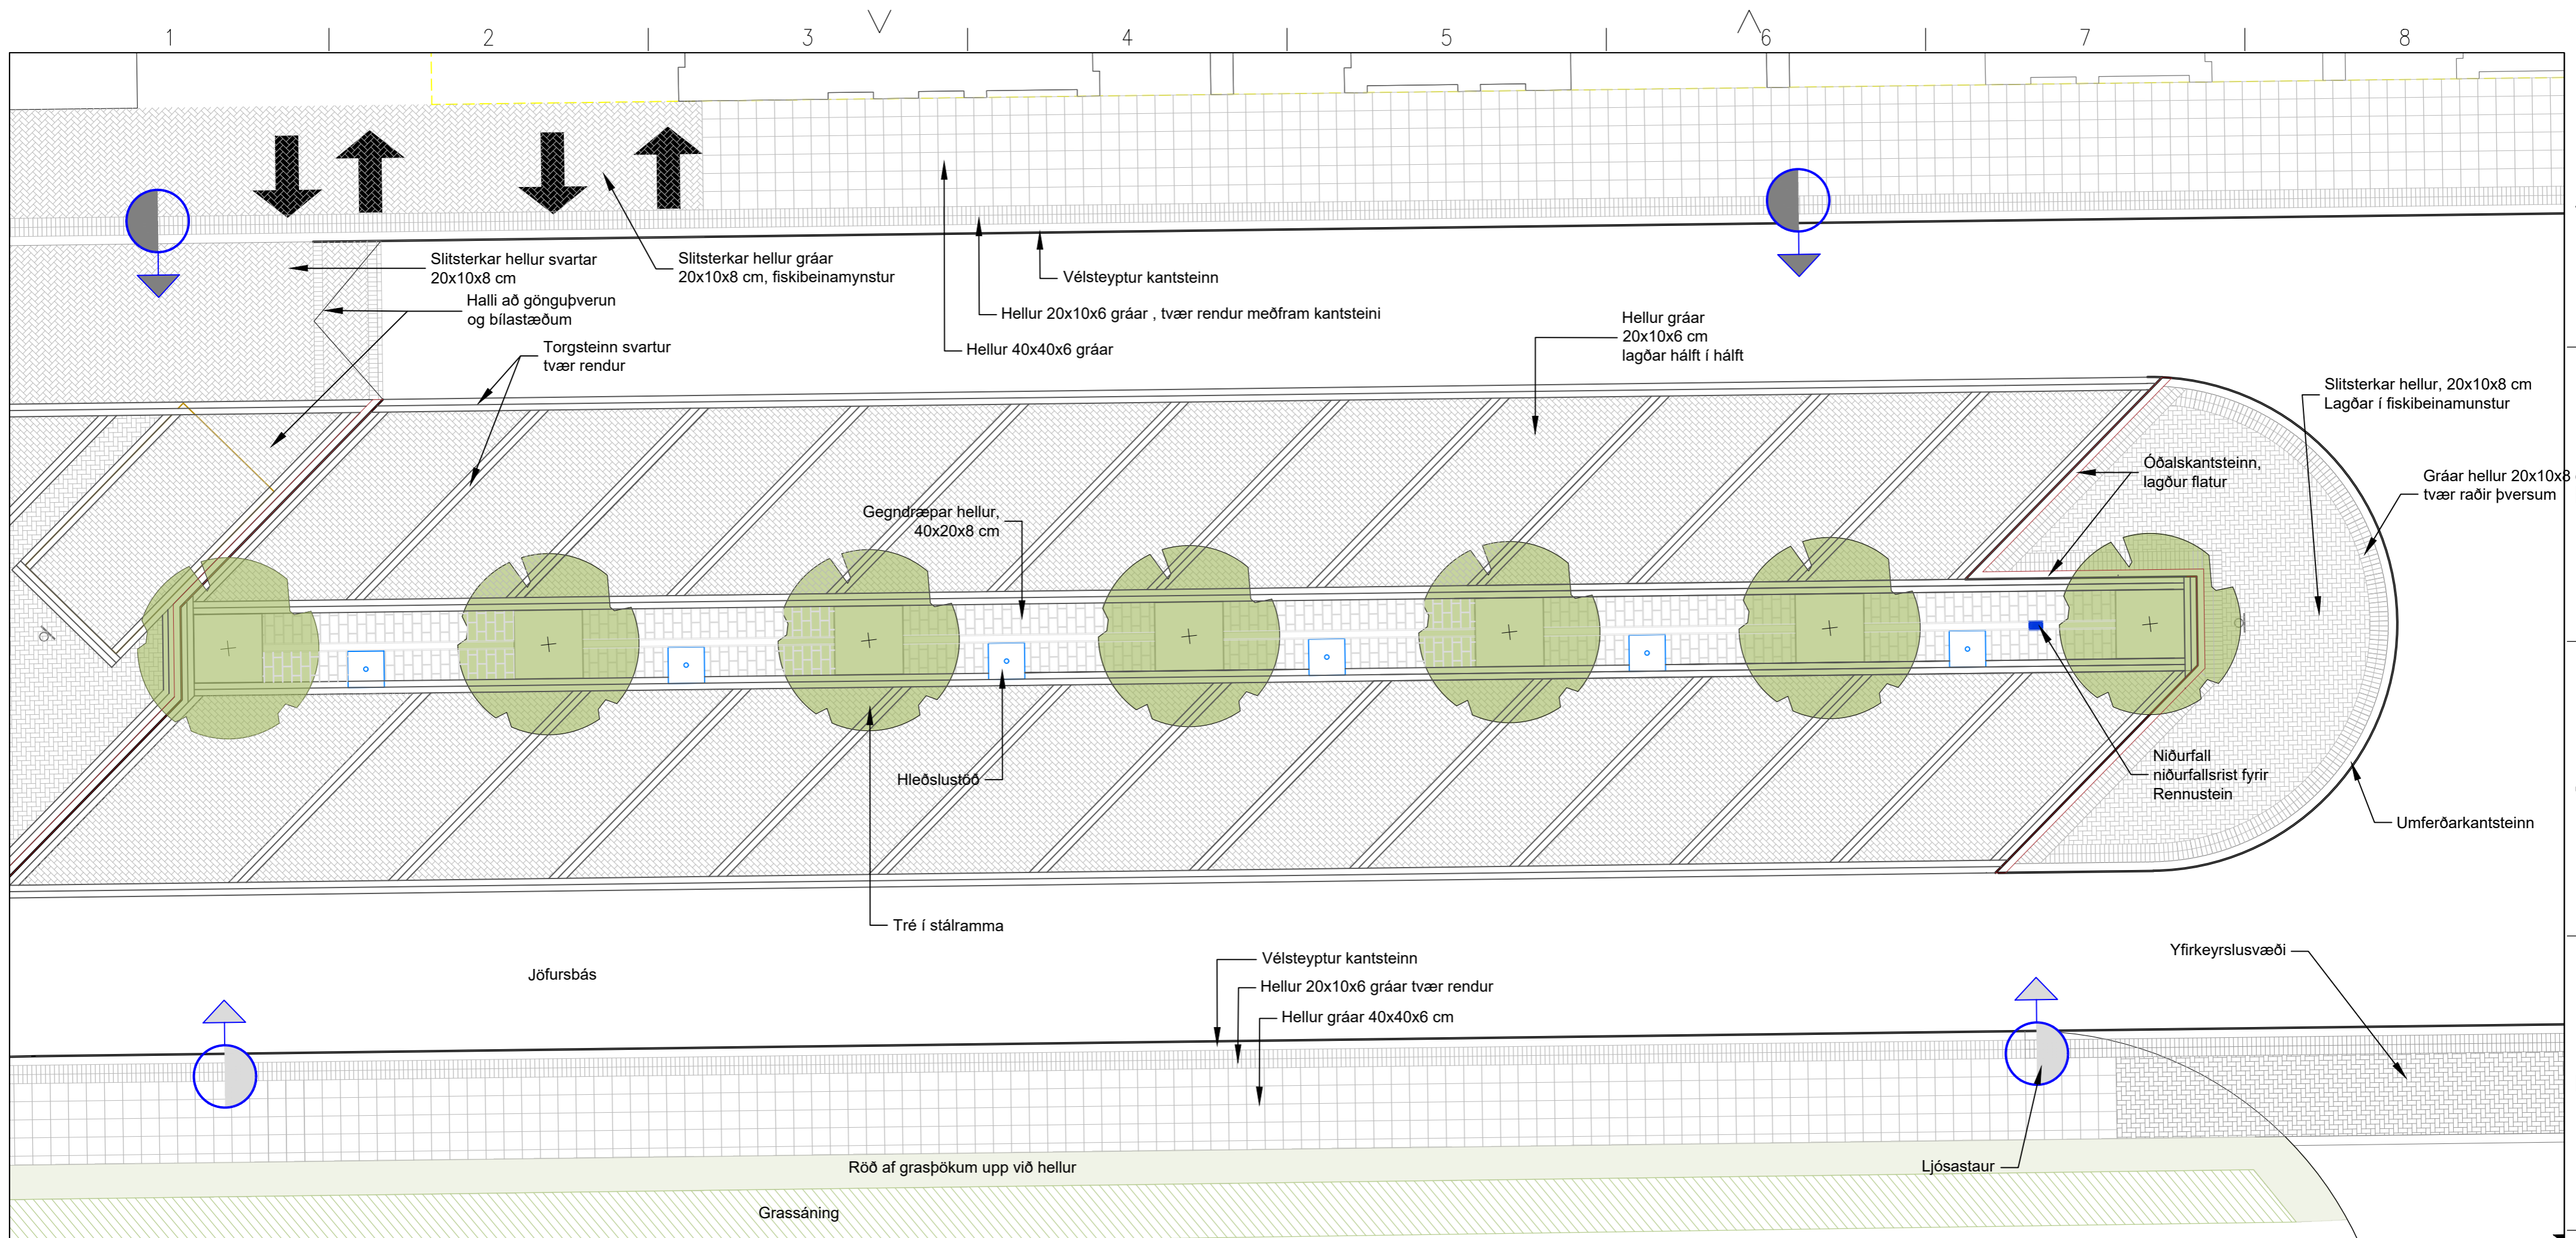 1 2 3 4 5 6 7 8
Slitsterkar hellur svartar
20x10x8 cm
Slitsterkar hellur gráar
20x10x8 cm, fiskibeinamynstur
Vélsteyptur kantsteinn
Halli að gönguþverun
og bílastæðum
Hellur 20x10x6 gráar , tvær rendur meðfram kantsteini
Hellur gráar
20x10x6 cm
lagðar hálft í hálft
Torgsteinn svartur
tvær rendur
Hellur 40x40x6 gráar
Slitsterkar hellur, 20x10x8 cm
Lagðar í fiskibeinamunstur
Óðalskantsteinn,
lagður flatur
Gráar hellur 20x10x8
tvær raðir þversum
Gegndræpar hellur,
40x20x8 cm
Hleðslustöð
Niðurfall
niðurfallsrist fyrir
Rennustein
Umferðarkantsteinn
Tré í stálramma
Jöfursbás
Vélsteyptur kantsteinn
Hellur 20x10x6 gráar tvær rendur
Hellur gráar 40x40x6 cm
Yfirkeyrslusvæði
Ljósastaur
Röð af grasþökum upp við hellur
Grassáning